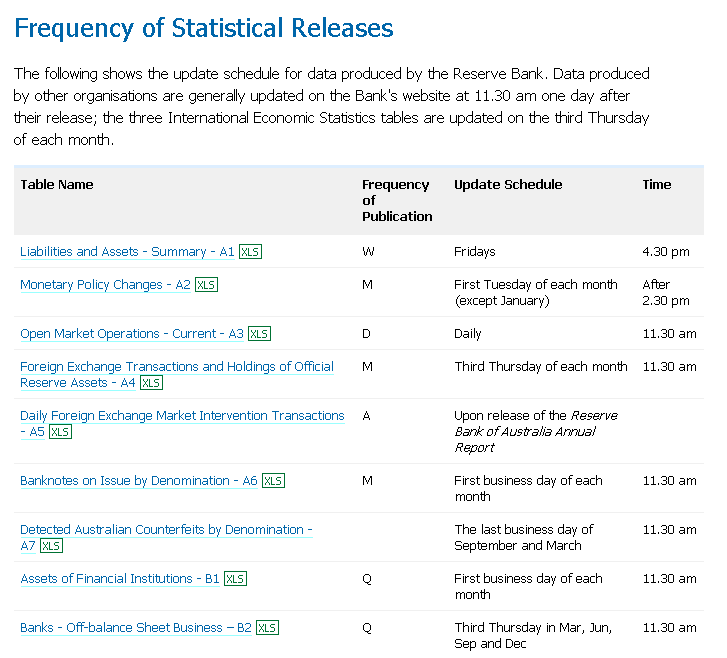 Frequency of Statistical Releases
The following shows the update schedule for data produced by the Reserve Bank. Data produced
by other organisations are generally updated on the Bank's website at 11.30 am one day after
their release; the three International Economic Statistics tables are updated on the third Thursday
of each month.
Table Name Frequency of Publication Update Schedule Time
Liabilities and Assets - Summary - A1 XLS W Fridays 4.30 pm
Monetary Policy Changes - A2 XLS M First Tuesday of each month (except January) After 2.30 pm
Open Market Operations - Current - A3 XLS D Daily 11.30 am
Foreign Exchange Transactions and Holdings of Official Reserve Assets - A4 XLS M Third Thursday of each month 11.30 am
Daily Foreign Exchange Market Intervention Transactions - A5 XLS A Upon release of the Reserve Bank of Australia Annual Report
Banknotes on Issue by Denomination - A6 XLS M First business day of each month 11.30 am
Detected Australian Counterfeits by Denomination - A7 XLS The last business day of September and March 11.30 am
Assets of Financial Institutions - B1 XLS Q First business day of each month 11.30 am
Banks - Off-balance Sheet Business – B2 XLS Q Third Thursday in Mar, Jun, Sep and Dec 11.30 am